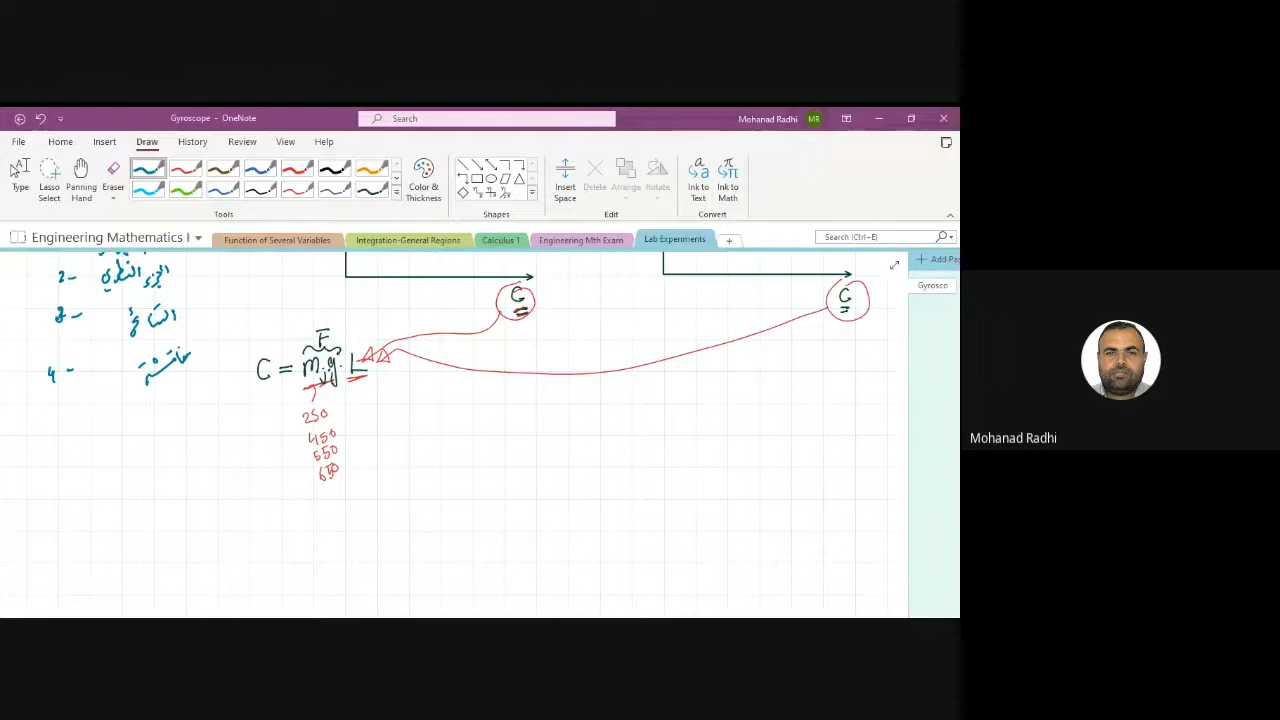 Gyroscope - OneNote
Search
Mohanad Radhi
MR
File Home Insert Draw History Review View Help
Type
Lasso Select
Panning Hand
Eraser
Color & Thickness
Insert Space
Delete
Arrange
Rotate
Ink to Text
Ink to Math
Tools
Shapes
Edit
Convert
Engineering Mathematics I
Function of Several Variables
Integration-General Regions
Calculus 1
Engineering Mth Exam
Lab Experments
Search (Ctrl+E)
Add Pa
Gyrosco
2- الجزء النظري
3- النتائج
4- مناقشة
C
C
F
C = m.g. L
250
450
550
650
Mohanad Radhi